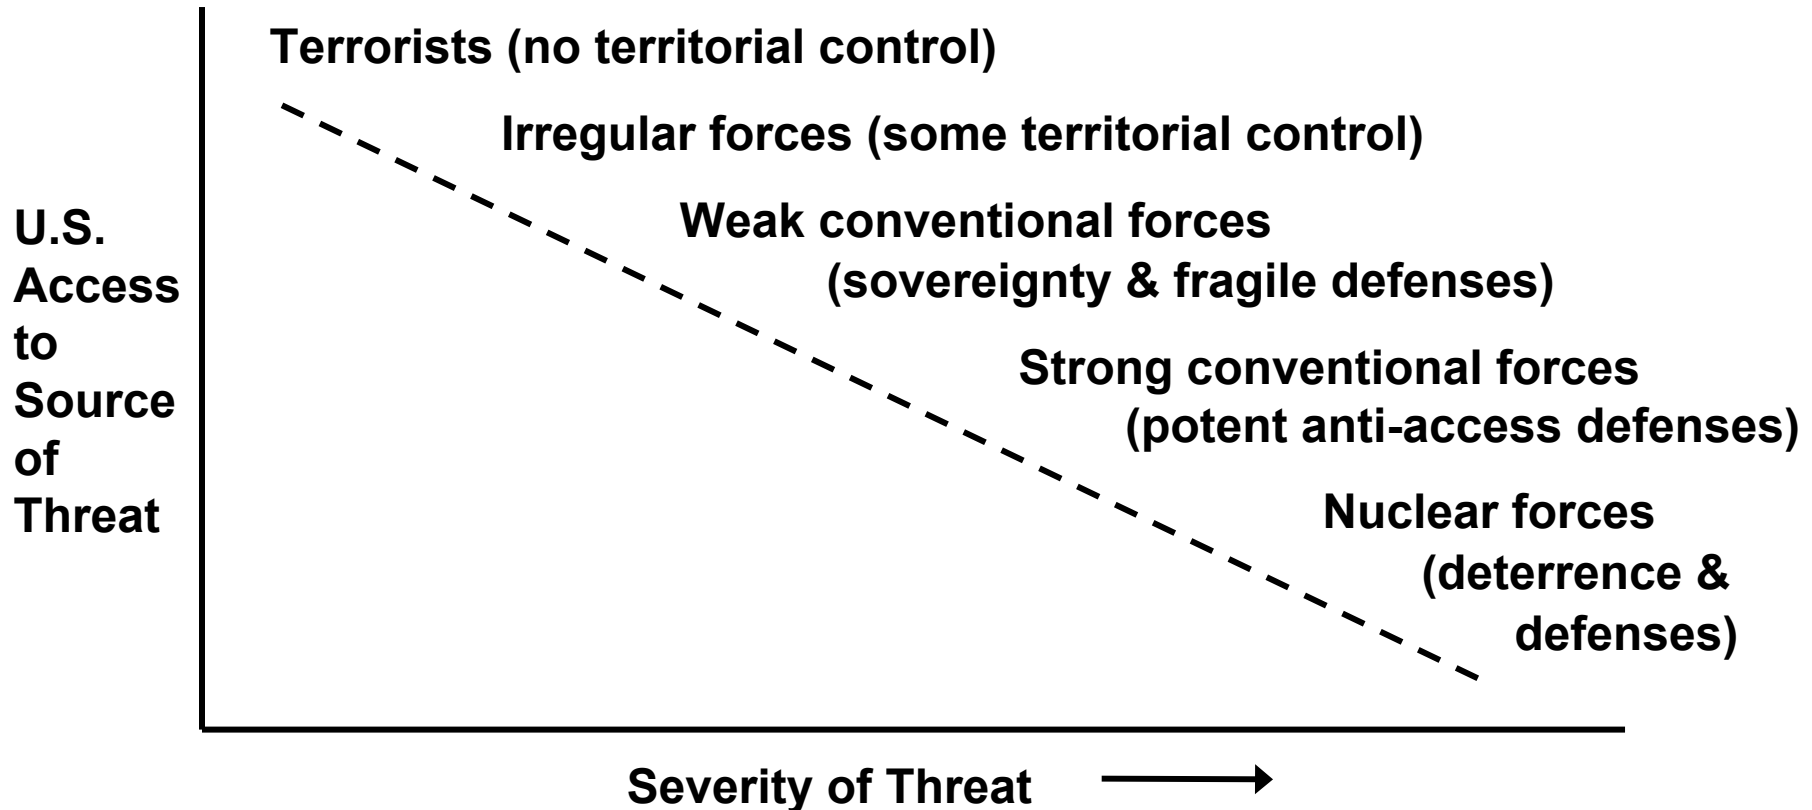 Terrorists (no territorial control)
Irregular forces (some territorial control)
Weak conventional forces
(sovereignty & fragile defenses)
Strong conventional forces
(potent anti-access defenses)
Nuclear forces
(deterrence &
defenses)
U.S.
Access
to
Source
of
Threat
Severity of Threat